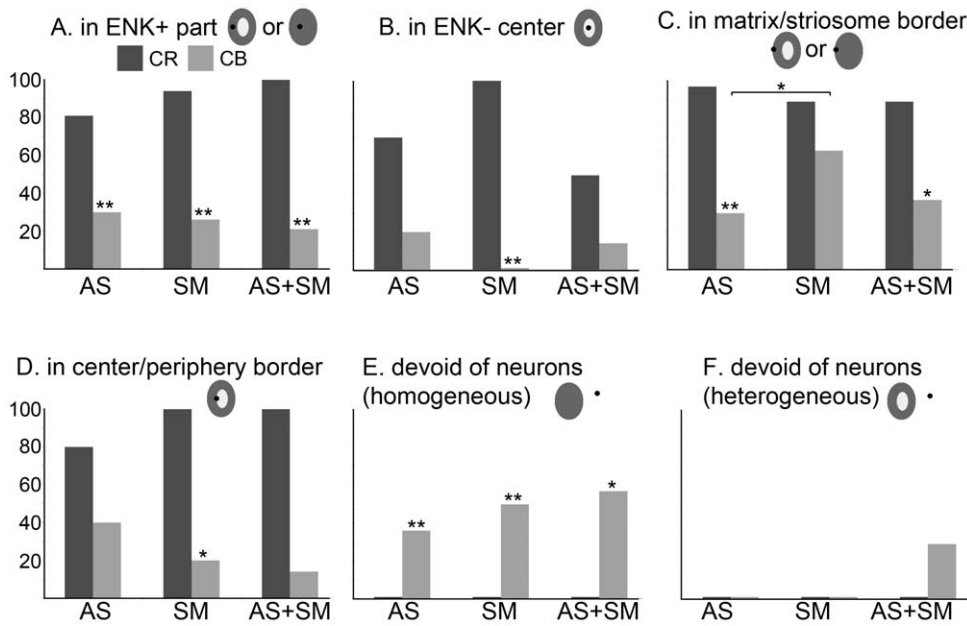 A. in ENK+ part or
CR CB
100
80
60
40
20
** ** **
AS SM AS+SM
B. in ENK- center
**
AS SM AS+SM
C. in matrix/striosome border
or
*
** *
AS SM AS+SM
D. in center/periphery border
100
80
60
40
20
*
AS SM AS+SM
E. devoid of neurons
(homogeneous)
** ** *
AS SM AS+SM
F. devoid of neurons
(heterogeneous)
AS SM AS+SM